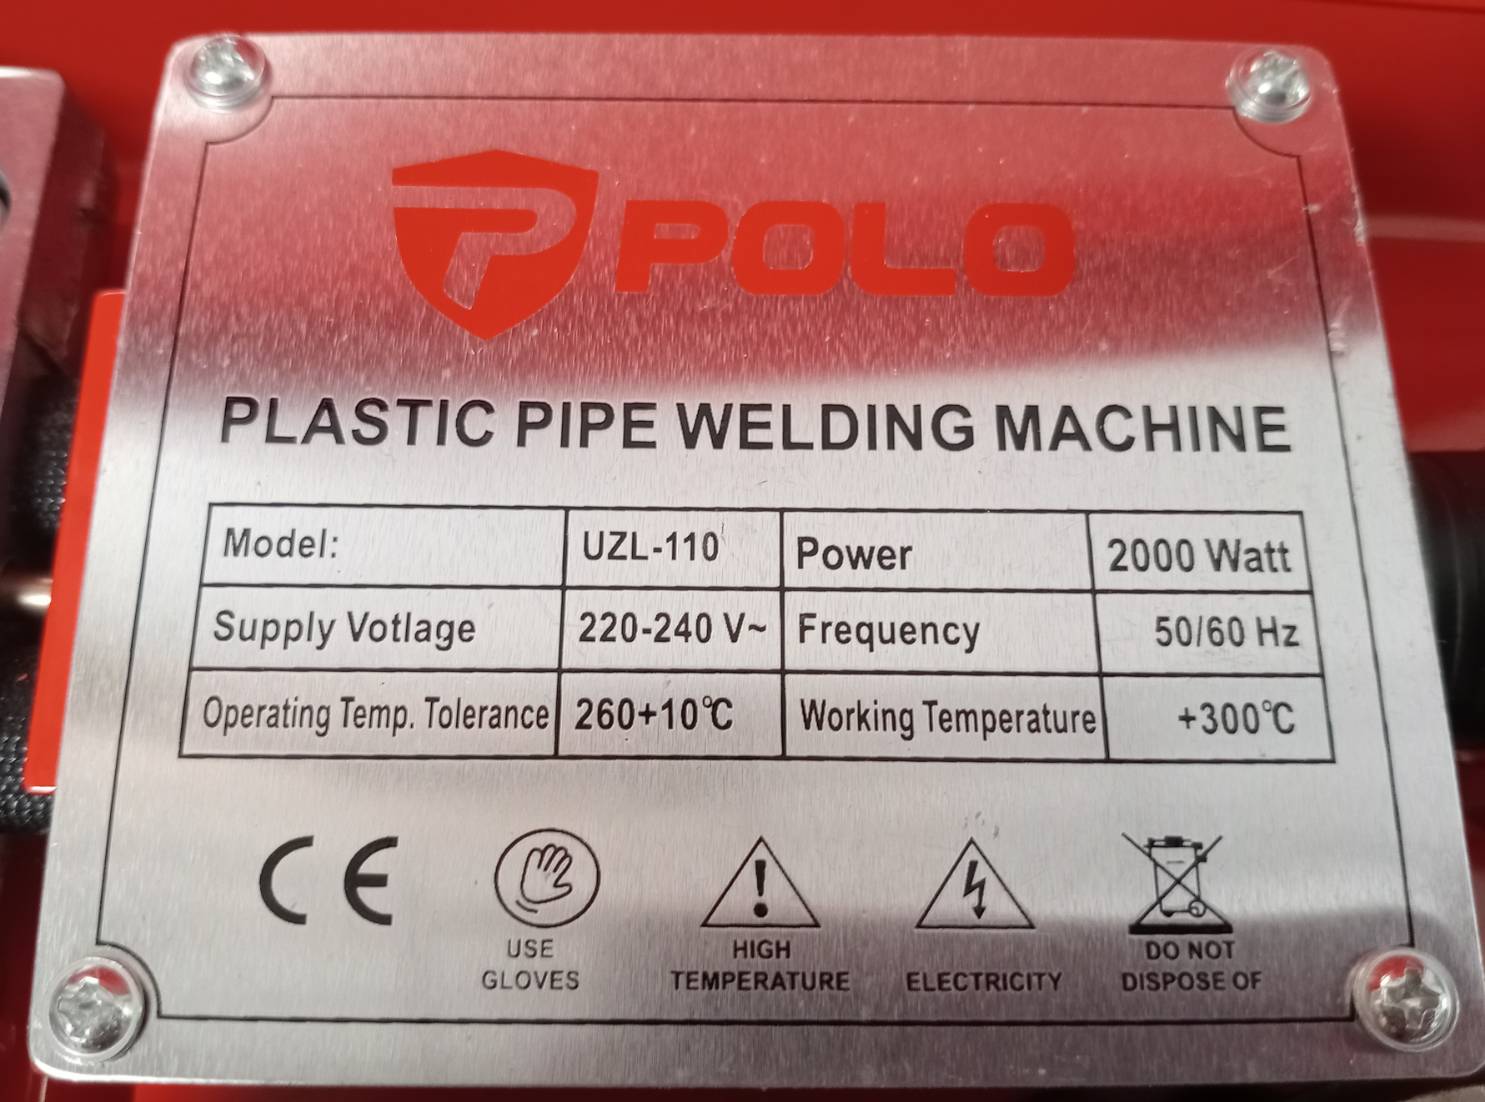 POLO
PLASTIC PIPE WELDING MACHINE
Model: UZL-110 Power 2000 Watt
Supply Votlage 220-240 V~ Frequency 50/60 Hz
Operating Temp. Tolerance 260+10℃ Working Temperature +300℃
CE
USE
GLOVES
HIGH
TEMPERATURE
ELECTRICITY
DO NOT
DISPOSE OF